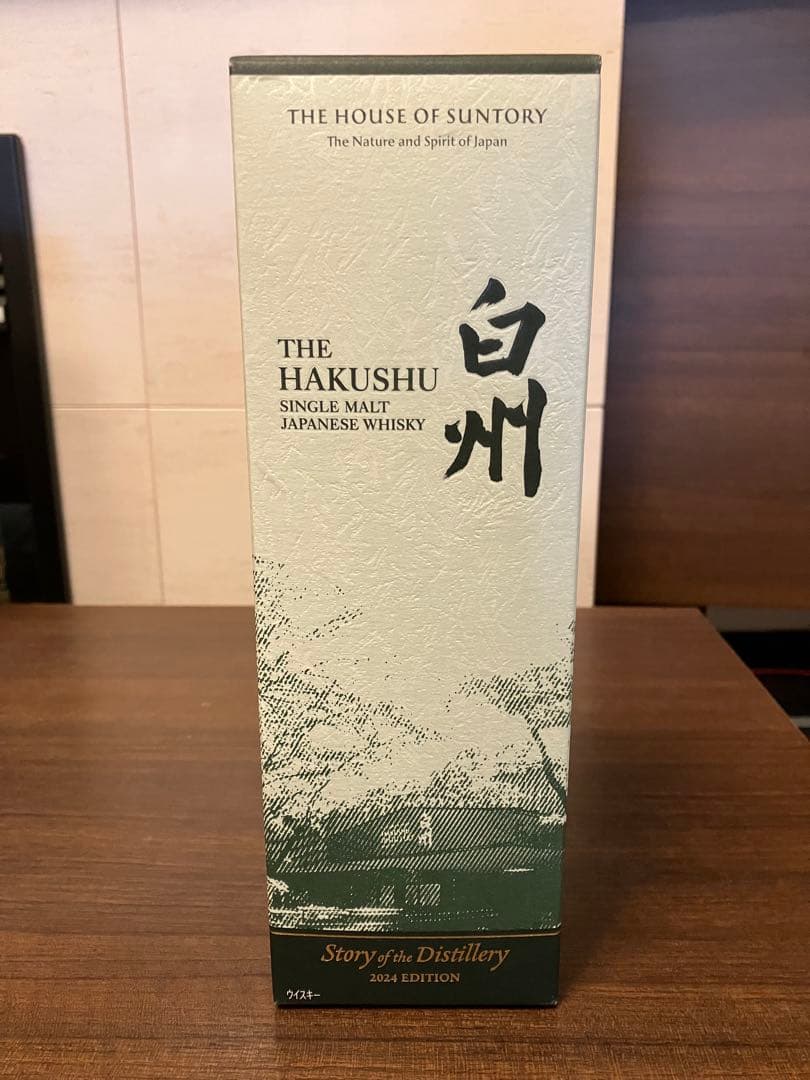 THE HOUSE OF SUNTORY
The Nature and Spirit of Japan
白州
THE
HAKUSHU
SINGLE MALT
JAPANESE WHISKY
Story of the Distillery
2024 EDITION
ウイスキー